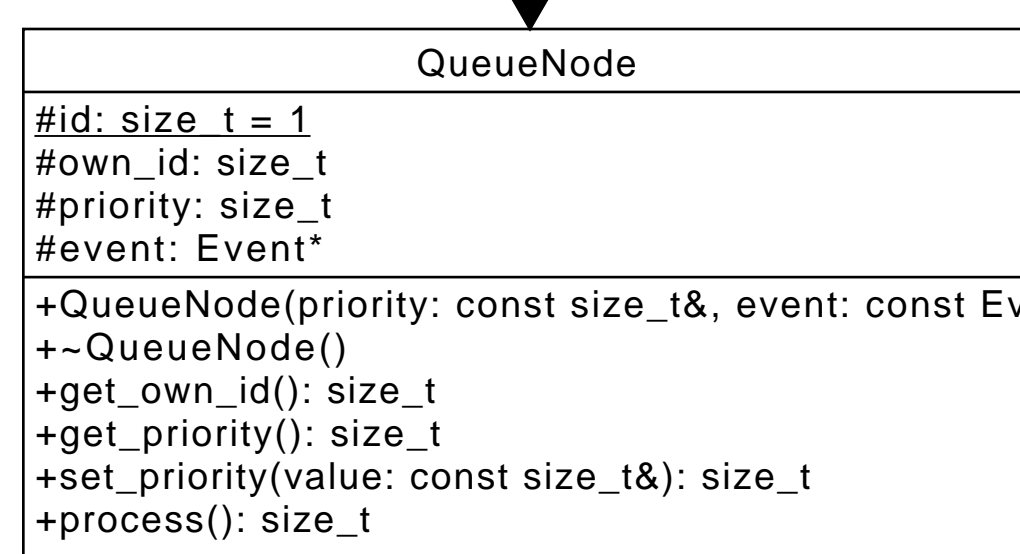 QueueNode
#id: size_t = 1
#own_id: size_t
#priority: size_t
#event: Event*
+QueueNode(priority: const size_t&, event: const Ev
+~QueueNode()
+get_own_id(): size_t
+get_priority(): size_t
+set_priority(value: const size_t&): size_t
+process(): size_t